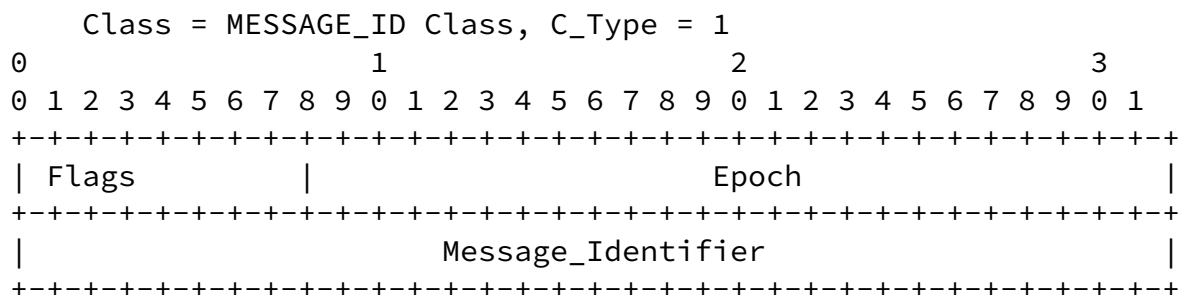 Class = MESSAGE_ID Class, C_Type = 1
0                   1                   2                   3
0 1 2 3 4 5 6 7 8 9 0 1 2 3 4 5 6 7 8 9 0 1 2 3 4 5 6 7 8 9 0 1
+-+-+-+-+-+-+-+-+-+-+-+-+-+-+-+-+-+-+-+-+-+-+-+-+-+-+-+-+-+-+-+-+
| Flags         |                      Epoch                    |
+-+-+-+-+-+-+-+-+-+-+-+-+-+-+-+-+-+-+-+-+-+-+-+-+-+-+-+-+-+-+-+-+
|                       Message_Identifier                      |
+-+-+-+-+-+-+-+-+-+-+-+-+-+-+-+-+-+-+-+-+-+-+-+-+-+-+-+-+-+-+-+-+